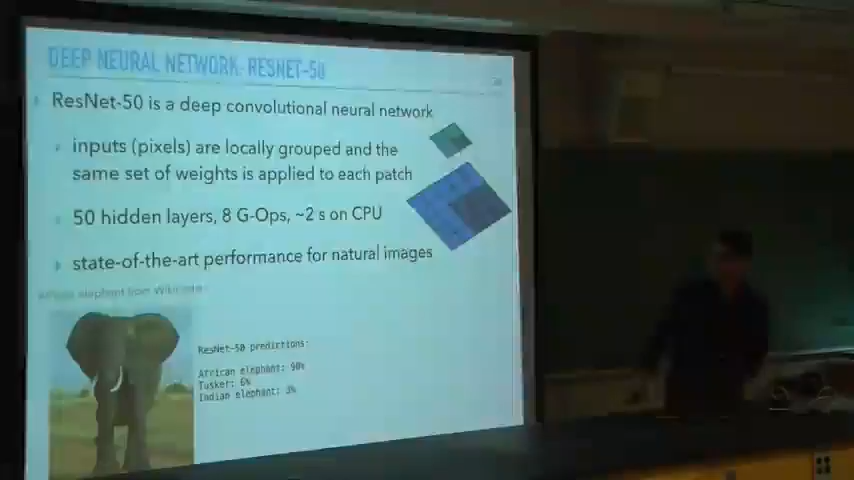 DEEP NEURAL NETWORK: RESNET-50
ResNet-50 is a deep convolutional neural network
inputs (pixels) are locally grouped and the
same set of weights is applied to each patch
50 hidden layers, 8 G-Ops, ~2 s on CPU
state-of-the-art performance for natural images
elephant from
ResNet-50 predictions:
African elephant: 90%
Tusker: 6%
Indian elephant: 3%